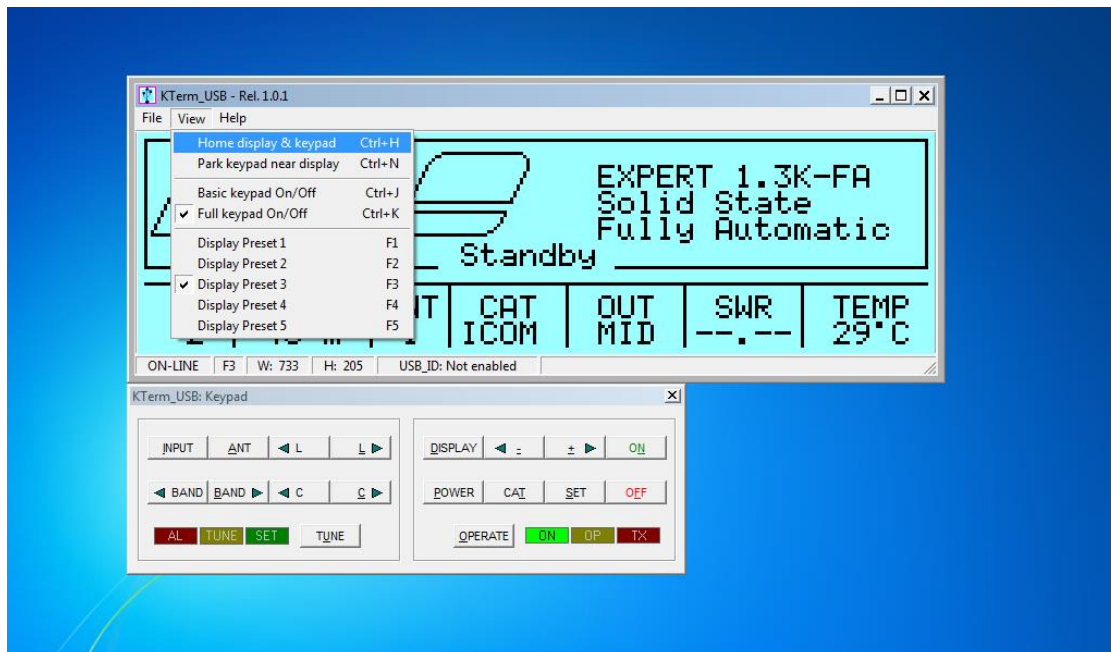 KTerm_USB - Rel. 1.0.1
File View Help
Home display & keypad Ctrl+H
Park keypad near display Ctrl+N
Basic keypad On/Off Ctrl+J
Full keypad On/Off Ctrl+K
Display Preset 1 F1
Display Preset 2 F2
Display Preset 3 F3
Display Preset 4 F4
Display Preset 5 F5
EXPERT 1.3K-FA
Solid State
Fully Automatic
Standby
CAT OUT SWR TEMP
ICOM MID --.-- 29°C
ON-LINE F3 W: 733 H: 205 USB_ID: Not enabled
KTerm_USB: Keypad
INPUT ANT L L DISPLAY - + ON
BAND BAND C C POWER CAT SET OFF
AL TUNE SET TUNE OPERATE ON OP TX